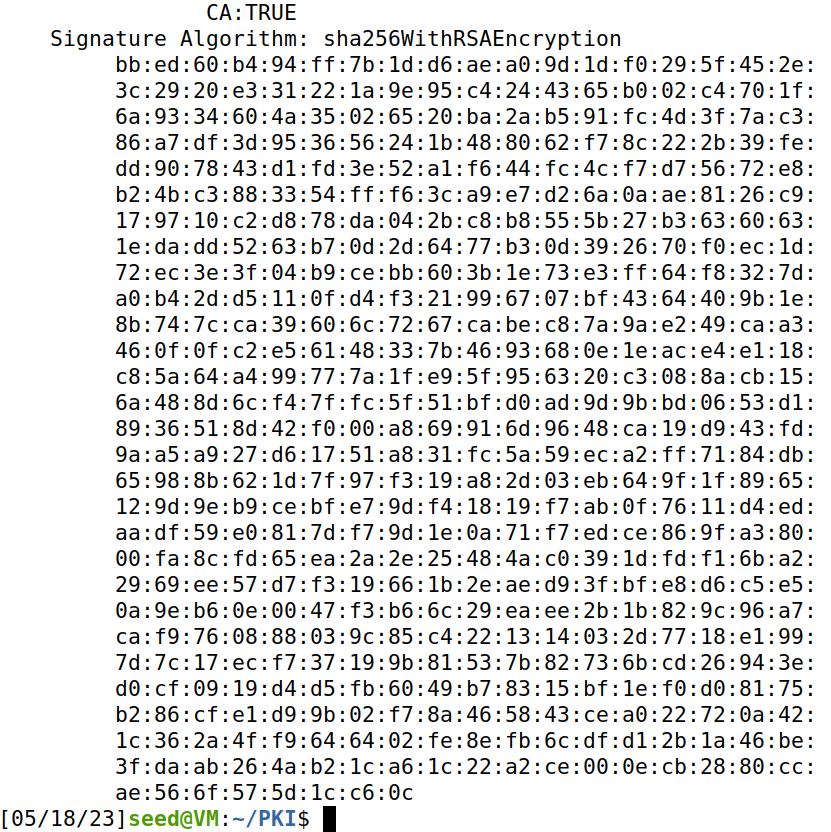 CA:TRUE
Signature Algorithm: sha256WithRSAEncryption
bb:ed:60:b4:94:ff:7b:1d:d6:ae:a0:9d:1d:f0:29:5f:45:2e:
3c:29:20:e3:31:22:1a:9e:95:c4:24:43:65:b0:02:c4:70:1f:
6a:93:34:60:4a:35:02:65:20:ba:2a:b5:91:fc:4d:3f:7a:c3:
86:a7:df:3d:95:36:56:24:1b:48:80:62:f7:8c:22:2b:39:fe:
dd:90:78:43:d1:fd:3e:52:a1:f6:44:fc:4c:f7:d7:56:72:e8:
b2:4b:c3:88:33:54:ff:f6:3c:a9:e7:d2:6a:0a:ae:81:26:c9:
17:97:10:c2:d8:78:da:04:2b:c8:b8:55:5b:27:b3:63:60:63:
1e:da:dd:52:63:b7:0d:2d:64:77:b3:0d:39:26:70:f0:ec:1d:
72:ec:3e:3f:04:b9:ce:bb:60:3b:1e:73:e3:ff:64:f8:32:7d:
a0:b4:2d:d5:11:0f:d4:f3:21:99:67:07:bf:43:64:40:9b:1e:
8b:74:7c:ca:39:60:6c:72:67:ca:be:c8:7a:9a:e2:49:ca:a3:
46:0f:0f:c2:e5:61:48:33:7b:46:93:68:0e:1e:ac:e4:e1:18:
c8:5a:64:a4:99:77:7a:1f:e9:5f:95:63:20:c3:08:8a:cb:15:
6a:48:8d:6c:f4:7f:fc:5f:51:bf:d0:ad:9d:9b:bd:06:53:d1:
89:36:51:8d:42:f0:00:a8:69:91:6d:96:48:ca:19:d9:43:fd:
9a:a5:a9:27:d6:17:51:a8:31:fc:5a:59:ec:a2:ff:71:84:db:
65:98:8b:62:1d:7f:97:f3:19:a8:2d:03:eb:64:9f:1f:89:65:
12:9d:9e:b9:ce:bf:e7:9d:f4:18:19:f7:ab:0f:76:11:d4:ed:
aa:df:59:e0:81:7d:f7:9d:1e:0a:71:f7:ed:ce:86:9f:a3:80:
00:fa:8c:fd:65:ea:2a:2e:25:48:4a:c0:39:1d:fd:f1:6b:a2:
29:69:ee:57:d7:f3:19:66:1b:2e:ae:d9:3f:bf:e8:d6:c5:e5:
0a:9e:b6:0e:00:47:f3:b6:6c:29:ea:ee:2b:1b:82:9c:96:a7:
ca:f9:76:08:88:03:9c:85:c4:22:13:14:03:2d:77:18:e1:99:
7d:7c:17:ec:f7:37:19:9b:81:53:7b:82:73:6b:cd:26:94:3e:
d0:cf:09:19:d4:d5:fb:60:49:b7:83:15:bf:1e:f0:d0:81:75:
b2:86:cf:e1:d9:9b:02:f7:8a:46:58:43:ce:a0:22:72:0a:42:
1c:36:2a:4f:f9:64:64:02:fe:8e:fb:6c:df:d1:2b:1a:46:be:
3f:da:ab:26:4a:b2:1c:a6:1c:22:a2:ce:00:0e:cb:28:80:cc:
ae:56:6f:57:5d:1c:c6:0c
[05/18/23]seed@VM:~/PKI$